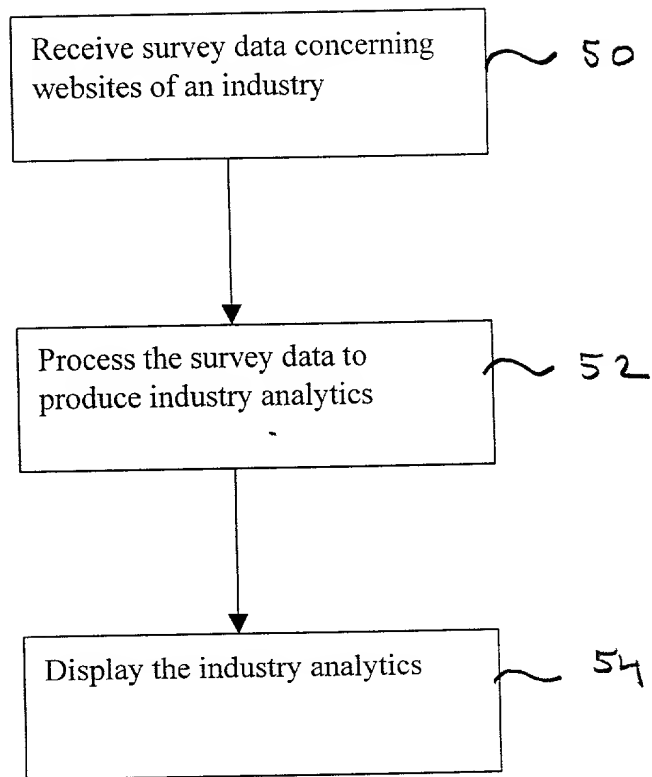 Receive survey data concerning
websites of an industry
50
Process the survey data to
produce industry analytics
52
Display the industry analytics
54